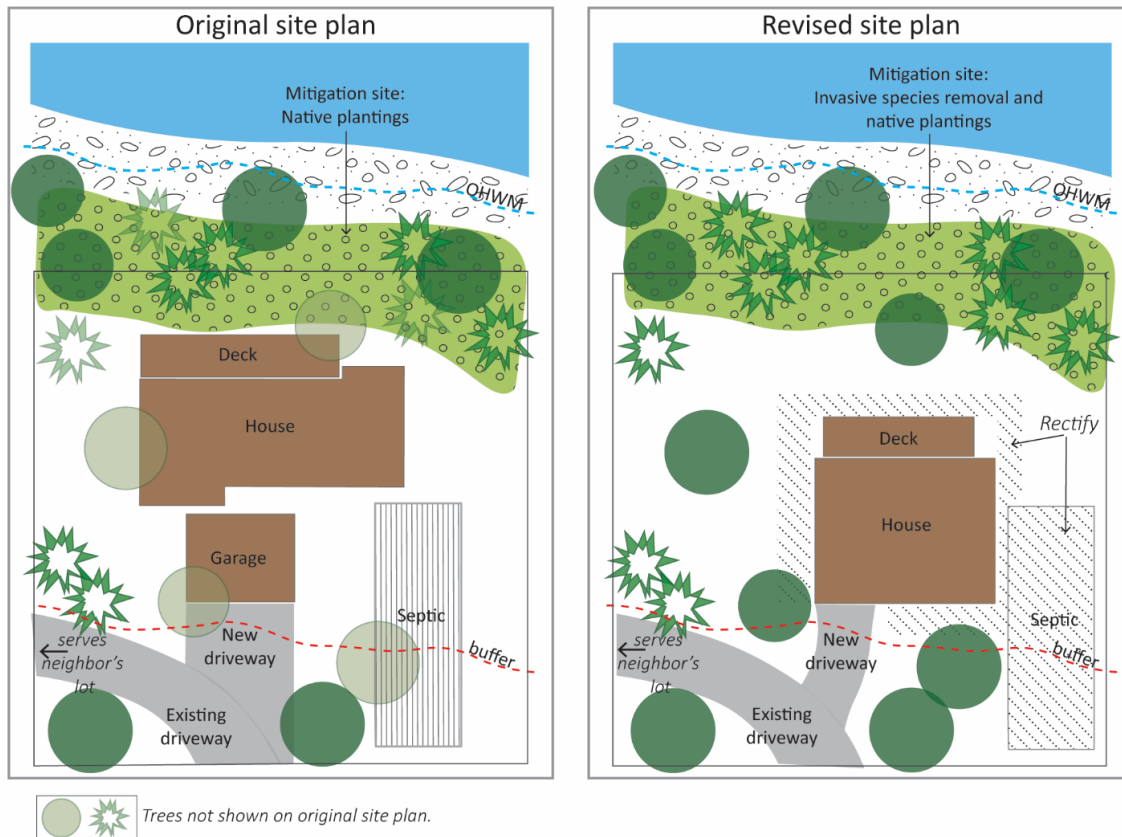 Original site plan
Mitigation site:
Native plantings
OHWM
Deck
House
Garage
Septic
New
driveway
buffer
serves
neighbor's
lot
Existing
driveway
Trees not shown on original site plan.
Revised site plan
Mitigation site:
Invasive species removal and
native plantings
OHWM
Rectify
Deck
House
Septic
New
driveway
buffer
serves
neighbor's
lot
Existing
driveway